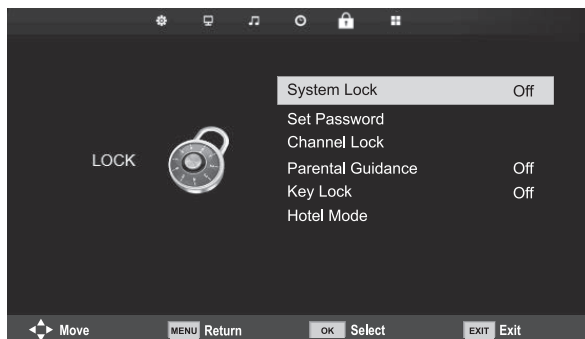 System Lock Off
Set Password
Channel Lock
LOCK
Parental Guidance Off
Key Lock Off
Hotel Mode
Move MENU Return OK Select EXIT Exit